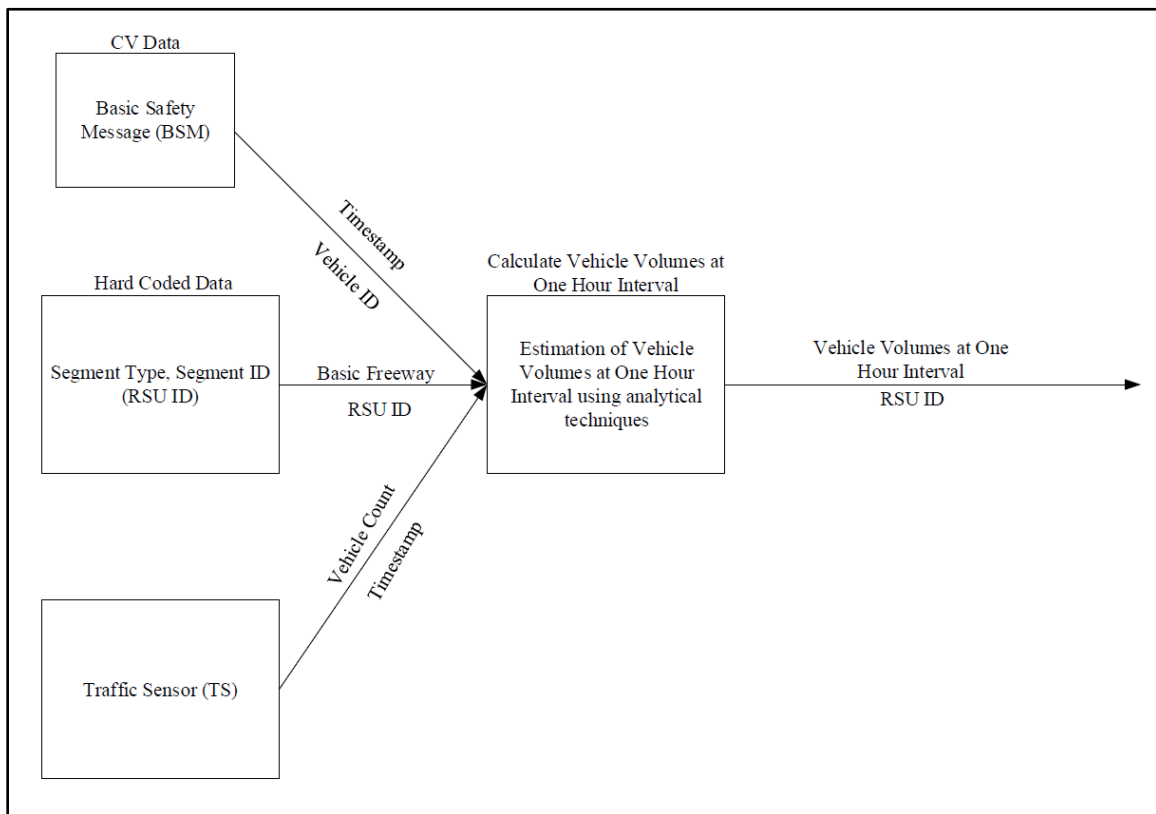 CV Data
Basic Safety
Message (BSM)
Timestamp
Vehicle ID
Hard Coded Data
Segment Type, Segment ID
(RSU ID)
Basic Freeway
RSU ID
Calculate Vehicle Volumes at
One Hour Interval
Estimation of Vehicle
Volumes at One Hour
Interval using analytical
techniques
Vehicle Volumes at One
Hour Interval
RSU ID
Vehicle Count
Timestamp
Traffic Sensor (TS)